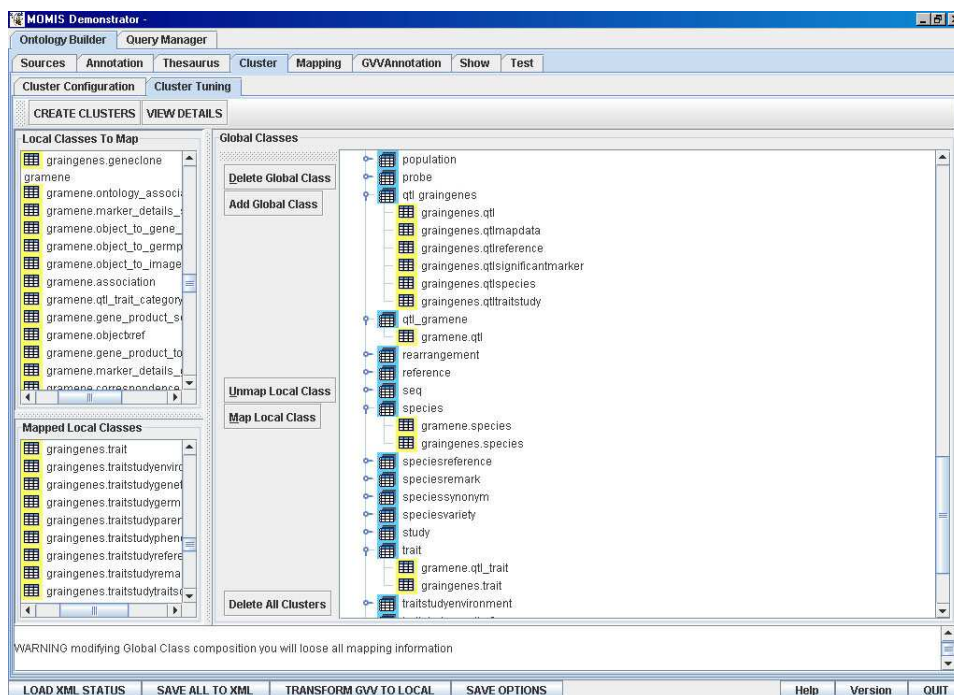 MOMIS Demonstrator -
Ontology Builder Query Manager
Sources Annotation Thesaurus Cluster Mapping GVVAnnotation Show Test
Cluster Configuration Cluster Tuning
CREATE CLUSTERS VIEW DETAILS
Local Classes To Map
graingenes.geneclone
gramene
gramene.ontology_associ
gramene.marker_details_
gramene.object_to_gene_
gramene.object_to_germp
gramene.object_to_image
gramene.association
gramene.qtl_trait_category
gramene.gene_product_s
gramene.objectxref
gramene.gene_product_to
gramene.marker_details_
gramene.correspondence
Mapped Local Classes
graingenes.trait
graingenes.traitstudyenviro
graingenes.traitstudygenet
graingenes.traitstudygerm
graingenes.traitstudyparer
graingenes.traitstudyphen
graingenes.traitstudyrefere
graingenes.traitstudyrema
graingenes.traitstudytraits
Global Classes
Delete Global Class
Add Global Class
Unmap Local Class
Map Local Class
Delete All Clusters
population
probe
qtl graingenes
graingenes.qtl
graingenes.qtlmapdata
graingenes.qtlreference
graingenes.qtlsignificantmarker
graingenes.qtlspecies
graingenes.qtltraitstudy
qtl_gramene
gramene.qtl
rearrangement
reference
seq
species
gramene.species
graingenes.species
speciesreference
speciesremark
speciessynonym
speciesvariety
study
trait
gramene.qtl_trait
graingenes.trait
traitstudyenvironment
WARNING modifying Global Class composition you will loose all mapping information
LOAD XML STATUS SAVE ALL TO XML TRANSFORM GVV TO LOCAL SAVE OPTIONS Help Version QUIT